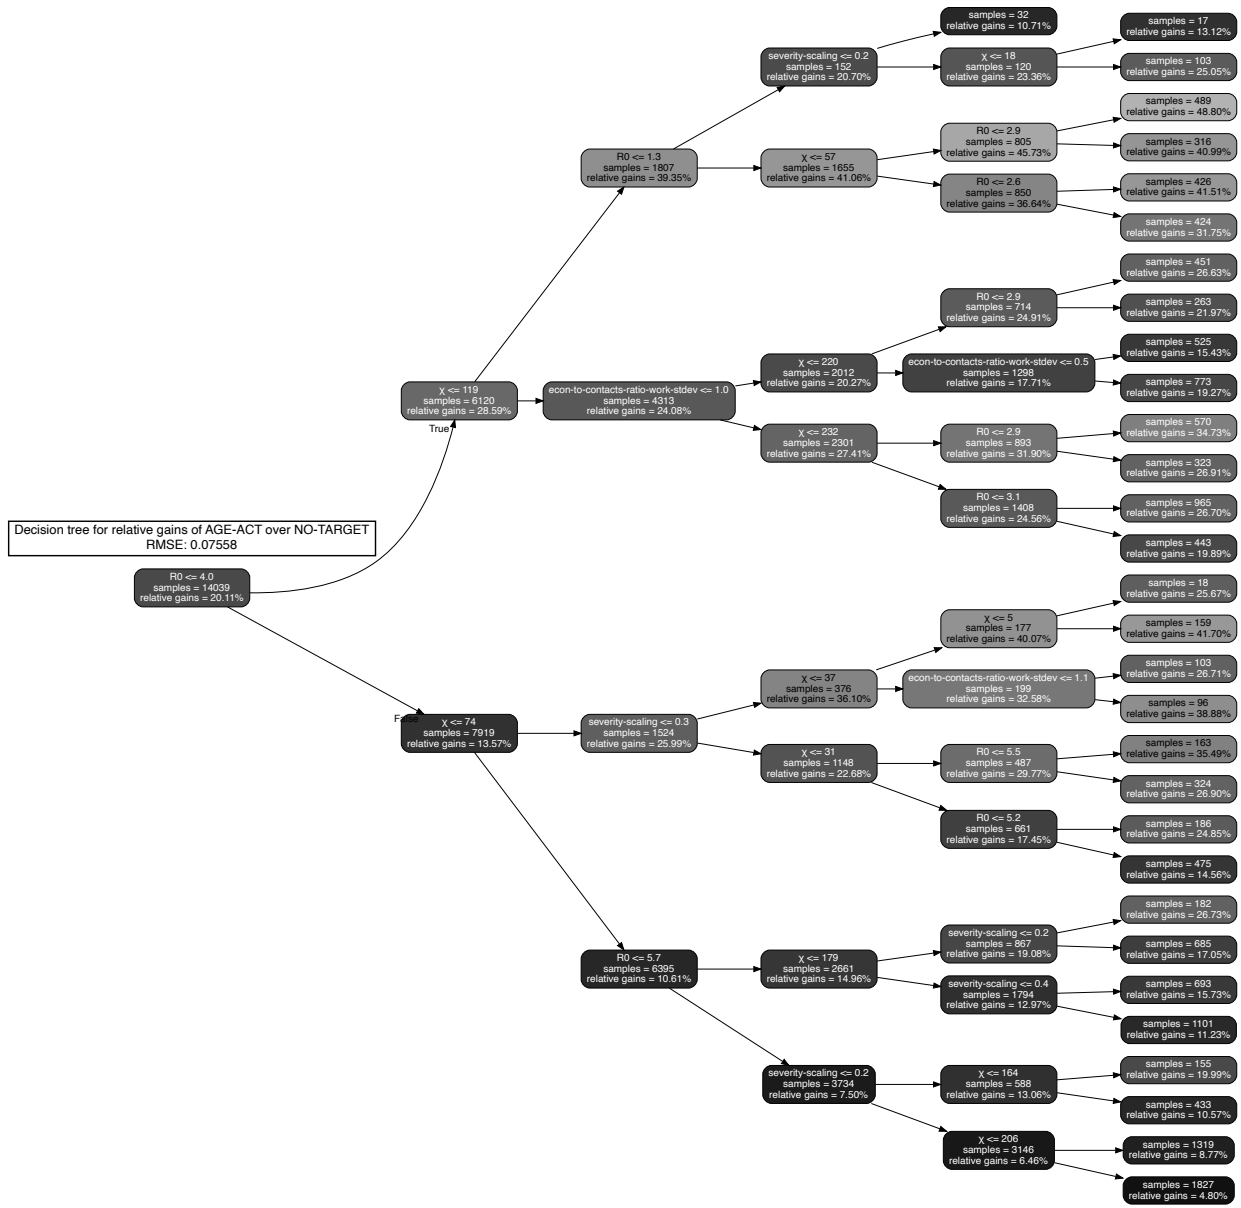 samples = 32
relative gains = 10.71%
samples = 17
relative gains = 13.12%
severity-scaling <= 0.2
samples = 152
relative gains = 20.70%
χ <= 18
samples = 120
relative gains = 23.36%
samples = 103
relative gains = 25.05%
samples = 489
relative gains = 48.80%
R0 <= 2.9
samples = 805
relative gains = 45.73%
samples = 316
relative gains = 40.99%
R0 <= 1.3
samples = 1807
relative gains = 39.35%
χ <= 57
samples = 1655
relative gains = 41.06%
R0 <= 2.6
samples = 850
relative gains = 36.64%
samples = 426
relative gains = 41.51%
samples = 424
relative gains = 31.75%
samples = 451
relative gains = 26.63%
R0 <= 2.9
samples = 714
relative gains = 24.91%
samples = 263
relative gains = 21.97%
χ <= 220
samples = 2012
relative gains = 20.27%
econ-to-contacts-ratio-work-stdev <= 0.5
samples = 1298
relative gains = 17.71%
samples = 525
relative gains = 15.43%
samples = 773
relative gains = 19.27%
χ <= 119
samples = 6120
relative gains = 28.59%
econ-to-contacts-ratio-work-stdev <= 1.0
samples = 4313
relative gains = 24.08%
True
χ <= 232
samples = 2301
relative gains = 27.41%
R0 <= 2.9
samples = 893
relative gains = 31.90%
samples = 570
relative gains = 34.73%
samples = 323
relative gains = 26.91%
R0 <= 3.1
samples = 1408
relative gains = 24.56%
samples = 965
relative gains = 26.70%
samples = 443
relative gains = 19.89%
Decision tree for relative gains of AGE-ACT over NO-TARGET
RMSE: 0.07558
R0 <= 4.0
samples = 14039
relative gains = 20.11%
samples = 18
relative gains = 25.67%
χ <= 5
samples = 177
relative gains = 40.07%
samples = 159
relative gains = 41.70%
χ <= 37
samples = 376
relative gains = 36.10%
econ-to-contacts-ratio-work-stdev <= 1.1
samples = 199
relative gains = 32.58%
samples = 103
relative gains = 26.71%
samples = 96
relative gains = 38.88%
False
χ <= 74
samples = 7919
relative gains = 13.57%
severity-scaling <= 0.3
samples = 1524
relative gains = 25.99%
χ <= 31
samples = 1148
relative gains = 22.68%
R0 <= 5.5
samples = 487
relative gains = 29.77%
samples = 163
relative gains = 35.49%
samples = 324
relative gains = 26.90%
R0 <= 5.2
samples = 661
relative gains = 17.45%
samples = 186
relative gains = 24.85%
samples = 475
relative gains = 14.56%
samples = 182
relative gains = 26.73%
severity-scaling <= 0.2
samples = 867
relative gains = 19.08%
samples = 685
relative gains = 17.05%
R0 <= 5.7
samples = 6395
relative gains = 10.61%
χ <= 179
samples = 2661
relative gains = 14.96%
severity-scaling <= 0.4
samples = 1794
relative gains = 12.97%
samples = 693
relative gains = 15.73%
samples = 1101
relative gains = 11.23%
severity-scaling <= 0.2
samples = 3734
relative gains = 7.50%
χ <= 164
samples = 588
relative gains = 13.06%
samples = 155
relative gains = 19.99%
samples = 433
relative gains = 10.57%
χ <= 206
samples = 3146
relative gains = 6.46%
samples = 1319
relative gains = 8.77%
samples = 1827
relative gains = 4.80%